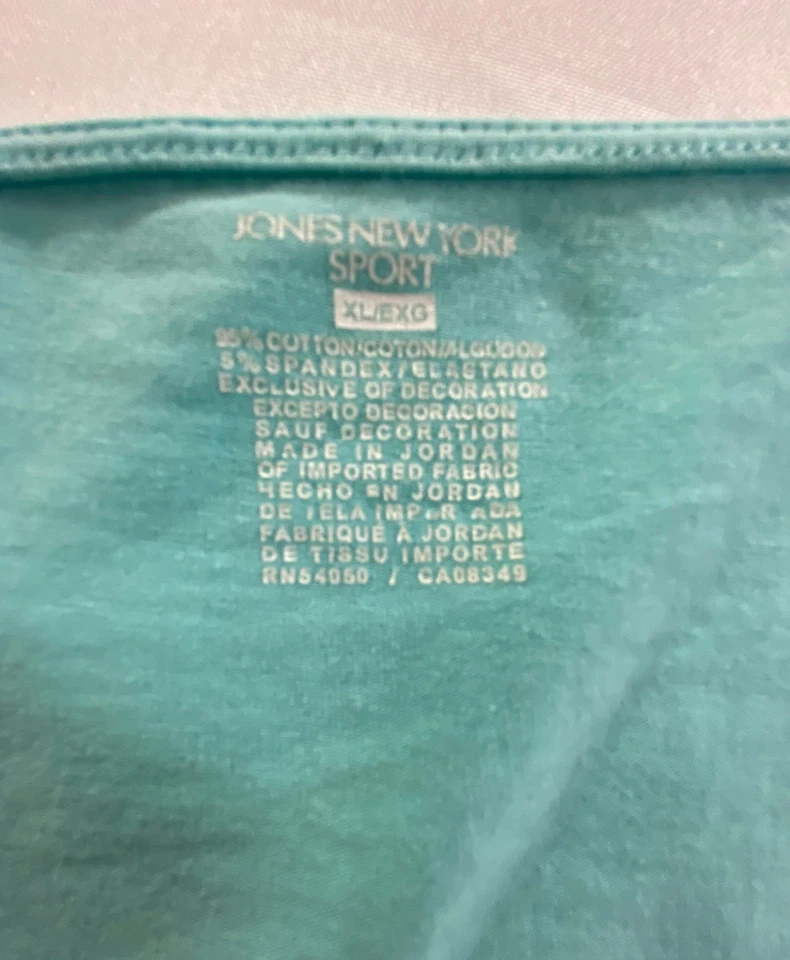 JONES NEW YORK
SPORT
XL/EXG
95% COTTON/COTON/ALGODON
5% SPANDEX/ELASTANO
EXCLUSIVE OF DECORATION
EXCEPTO DECORACION
SAUF DECORATION
MADE IN JORDAN
OF IMPORTED FABRIC
HECHO EN JORDAN
DE TELA
FABRIQUÉ À JORDAN
DE TISSU IMPORTE
RN54050 / CA08349